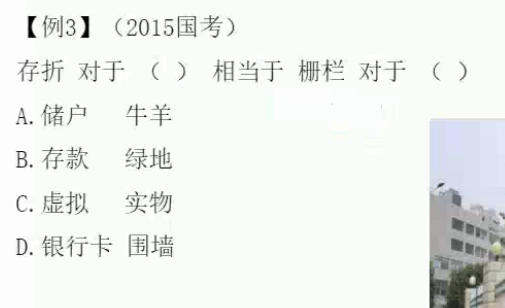 【例3】（2015国考）
存折 对于 （ ） 相当于 栅栏 对于 （ ）
A.储户 牛羊
B.存款 绿地
C.虚拟 实物
D.银行卡 围墙